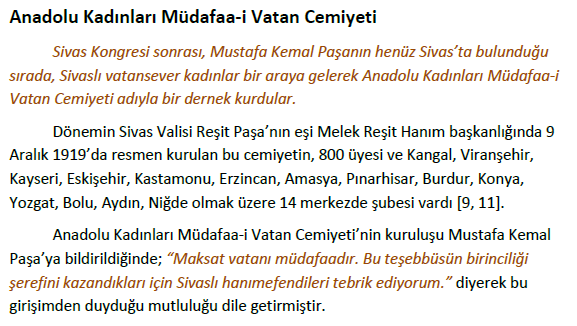 Anadolu Kadınları Müdafaa-i Vatan Cemiyeti
Sivas Kongresi sonrası, Mustafa Kemal Paşanın henüz Sivas’ta bulunduğu
sırada, Sivaslı vatansever kadınlar bir araya gelerek Anadolu Kadınları Müdafaa-i
Vatan Cemiyeti adıyla bir dernek kurdular.
Dönemin Sivas Valisi Reşit Paşa’nın eşi Melek Reşit Hanım başkanlığında 9
Aralık 1919’da resmen kurulan bu cemiyetin, 800 üyesi ve Kangal, Viranşehir,
Kayseri, Eskişehir, Kastamonu, Erzincan, Amasya, Pınarhisar, Burdur, Konya,
Yozgat, Bolu, Aydın, Niğde olmak üzere 14 merkezde şubesi vardı [9, 11].
Anadolu Kadınları Müdafaa-i Vatan Cemiyeti’nin kuruluşu Mustafa Kemal
Paşa’ya bildirildiğinde; “Maksat vatanı müdafaadır. Bu teşebbüsün birinciliği
şerefini kazandıkları için Sivaslı hanımefendileri tebrik ediyorum.” diyerek bu
girişimden duyduğu mutluluğu dile getirmiştir.